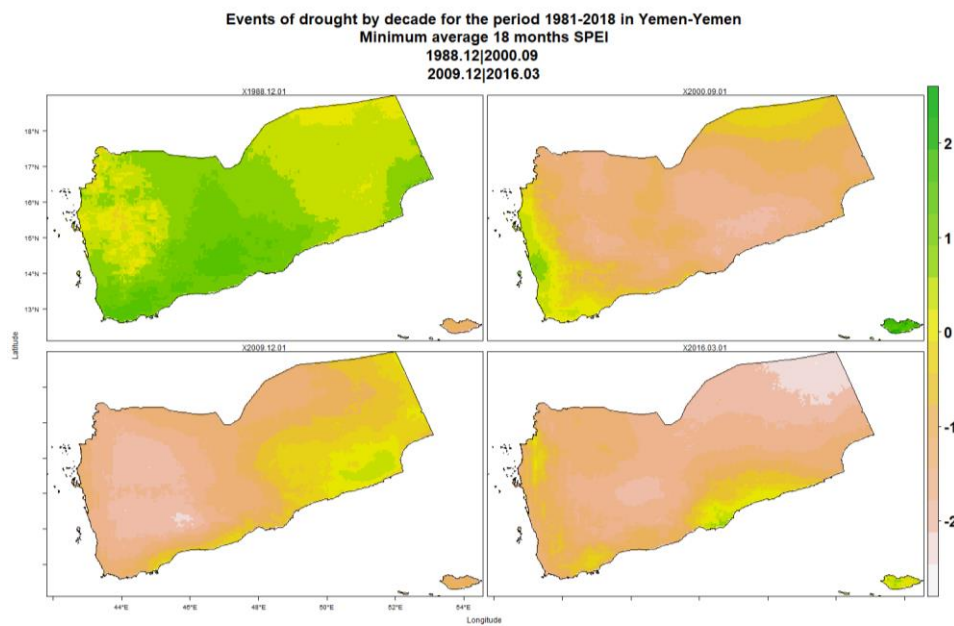 Events of drought by decade for the period 1981-2018 in Yemen-Yemen
Minimum average 18 months SPEI
1988.12|2000.09
2009.12|2016.03
X1988.12.01
X2000.09.01
18°N
17°N
16°N
15°N
14°N
13°N
2
1
0
-1
-2
Latitude
X2009.12.01
X2016.03.01
44°E
46°E
48°E
50°E
52°E
54°E
Longitude